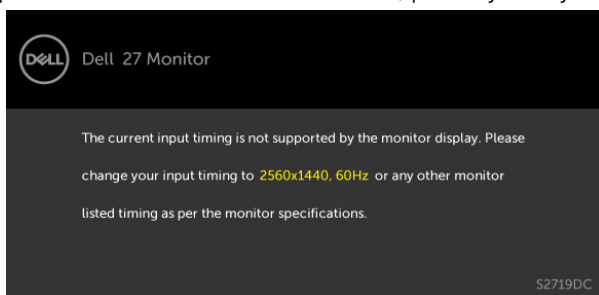 DELL
Dell 27 Monitor
The current input timing is not supported by the monitor display. Please
change your input timing to 2560x1440, 60Hz or any other monitor
listed timing as per the monitor specifications.
S2719DC